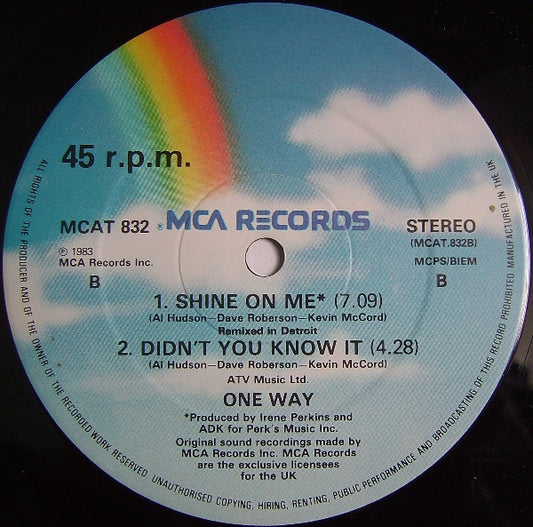 45 r.p.m.
MCAT 832 MCA RECORDS STEREO
(MCAT.832B)
℗ 1983
MCA Records Inc.
MCPS/BIEM
B B
1. SHINE ON ME* (7.09)
(Al Hudson—Dave Roberson—Kevin McCord)
Remixed in Detroit
2. DIDN'T YOU KNOW IT (4.28)
(Al Hudson—Dave Roberson—Kevin McCord)
ATV Music Ltd.
ONE WAY
*Produced by Irene Perkins and
ADK for Perk's Music Inc.
Original sound recordings made by
MCA Records Inc. MCA Records
are the exclusive licensees
for the UK
ALL RIGHTS OF THE PRODUCER AND OF THE OWNER OF THE RECORDED WORK RESERVED. UNAUTHORISED COPYING, HIRING, RENTING, PUBLIC PERFORMANCE AND BROADCASTING OF THIS RECORD PROHIBITED. MANUFACTURED IN THE UK.